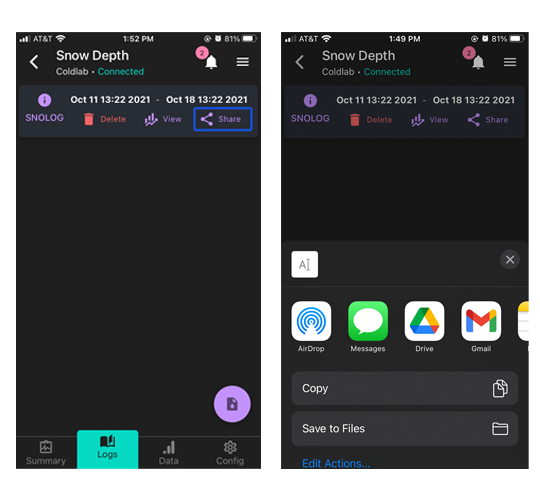 AT&T 1:52 PM 81%
Snow Depth
2
Coldlab • Connected
Oct 11 13:22 2021 - Oct 18 13:22 2021
SNOLOG Delete View Share
Summary Logs Data Config
AT&T 1:49 PM 81%
Snow Depth
2
Coldlab • Connected
Oct 11 13:22 2021 - Oct 18 13:22 2021
SNOLOG Delete View Share
A
AirDrop Messages Drive Gmail
Copy
Save to Files
Edit Actions...